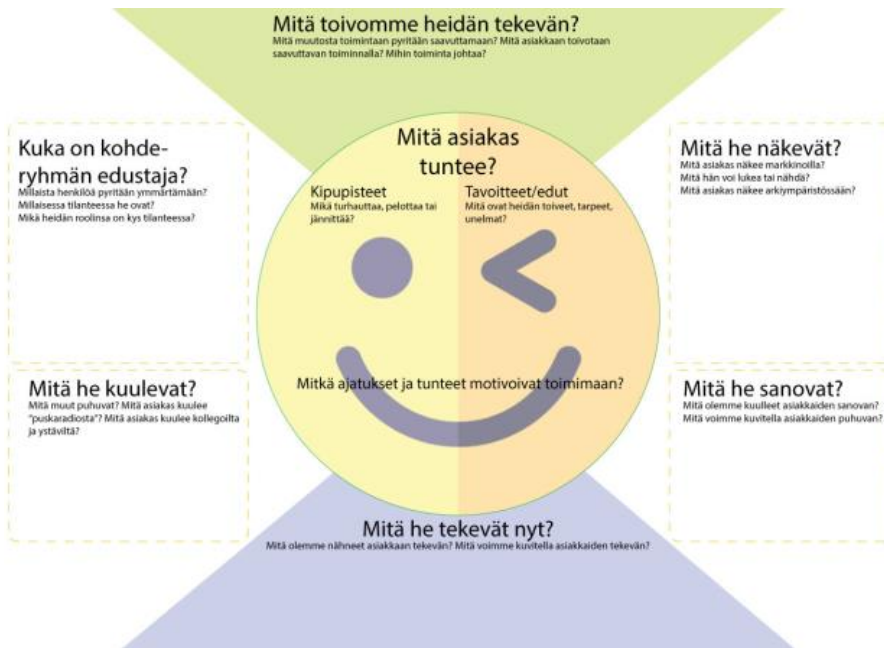 Mitä toivomme heidän tekevän?
Mitä muutosta toimintaan pyritään saavuttamaan? Mitä asiakkaan toivotaan
saavuttavan toiminnalla? Mihin toiminta johtaa?
Kuka on kohde-
ryhmän edustaja?
Millaista henkilöä pyritään ymmärtämään?
Millaisessa tilanteessa he ovat?
Mikä heidän roolinsa on kys tilanteessa?
Mitä asiakas
tuntee?
Kipupisteet
Mikä turhauttaa, pelottaa tai
jännittää?
Tavoitteet/edut
Mitä ovat heidän toiveet, tarpeet,
unelmat?
Mitkä ajatukset ja tunteet motivoivat toimimaan?
Mitä he näkevät?
Mitä asiakas näkee markkinoilla?
Mitä hän voi lukea tai nähdä?
Mitä asiakas näkee arkiympäristössään?
Mitä he kuulevat?
Mitä muut puhuvat? Mitä asiakas kuulee
"puskaradiosta"? Mitä asiakas kuulee kollegoilta
ja ystäviltä?
Mitä he sanovat?
Mitä olemme kuulleet asiakkaiden sanovan?
Mitä voimme kuvitella asiakkaiden puhuvan?
Mitä he tekevät nyt?
Mitä olemme nähneet asiakkaan tekevän? Mitä voimme kuvitella asiakkaiden tekevän?